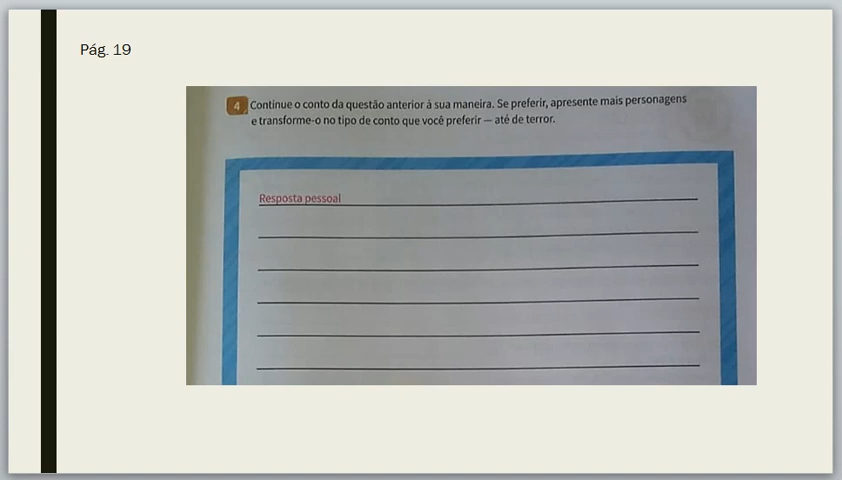 Pág. 19
4 Continue o conto da questão anterior à sua maneira. Se preferir, apresente mais personagens
e transforme-o no tipo de conto que você preferir — até de terror.
Resposta pessoal